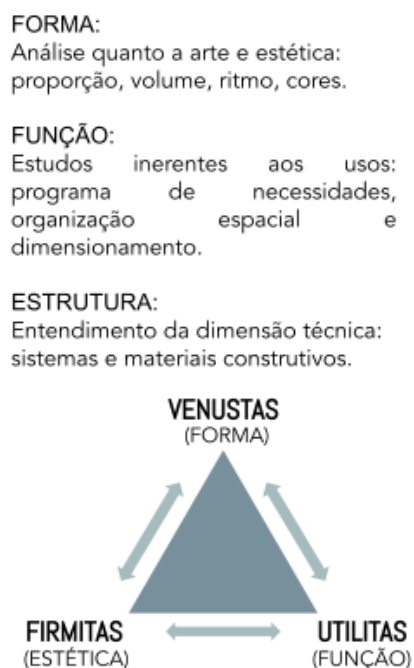 FORMA:
Análise quanto a arte e estética:
proporção, volume, ritmo, cores.
FUNÇÃO:
Estudos inerentes aos usos:
programa de necessidades,
organização espacial e
dimensionamento.
ESTRUTURA:
Entendimento da dimensão técnica:
sistemas e materiais construtivos.
VENUSTAS
(FORMA)
FIRMITAS
(ESTÉTICA)
UTILITAS
(FUNÇÃO)